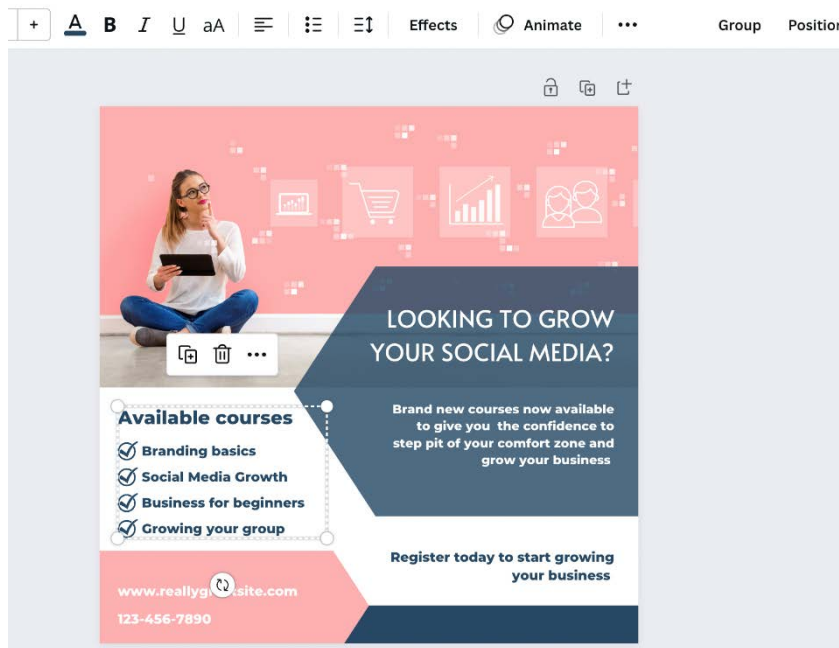 + A B I U aA Effects Animate ••• Group Position
LOOKING TO GROW
YOUR SOCIAL MEDIA?
Available courses
Branding basics
Social Media Growth
Business for beginners
Growing your group
Brand new courses now available
to give you the confidence to
step pit of your comfort zone and
grow your business
Register today to start growing
your business
123-456-7890